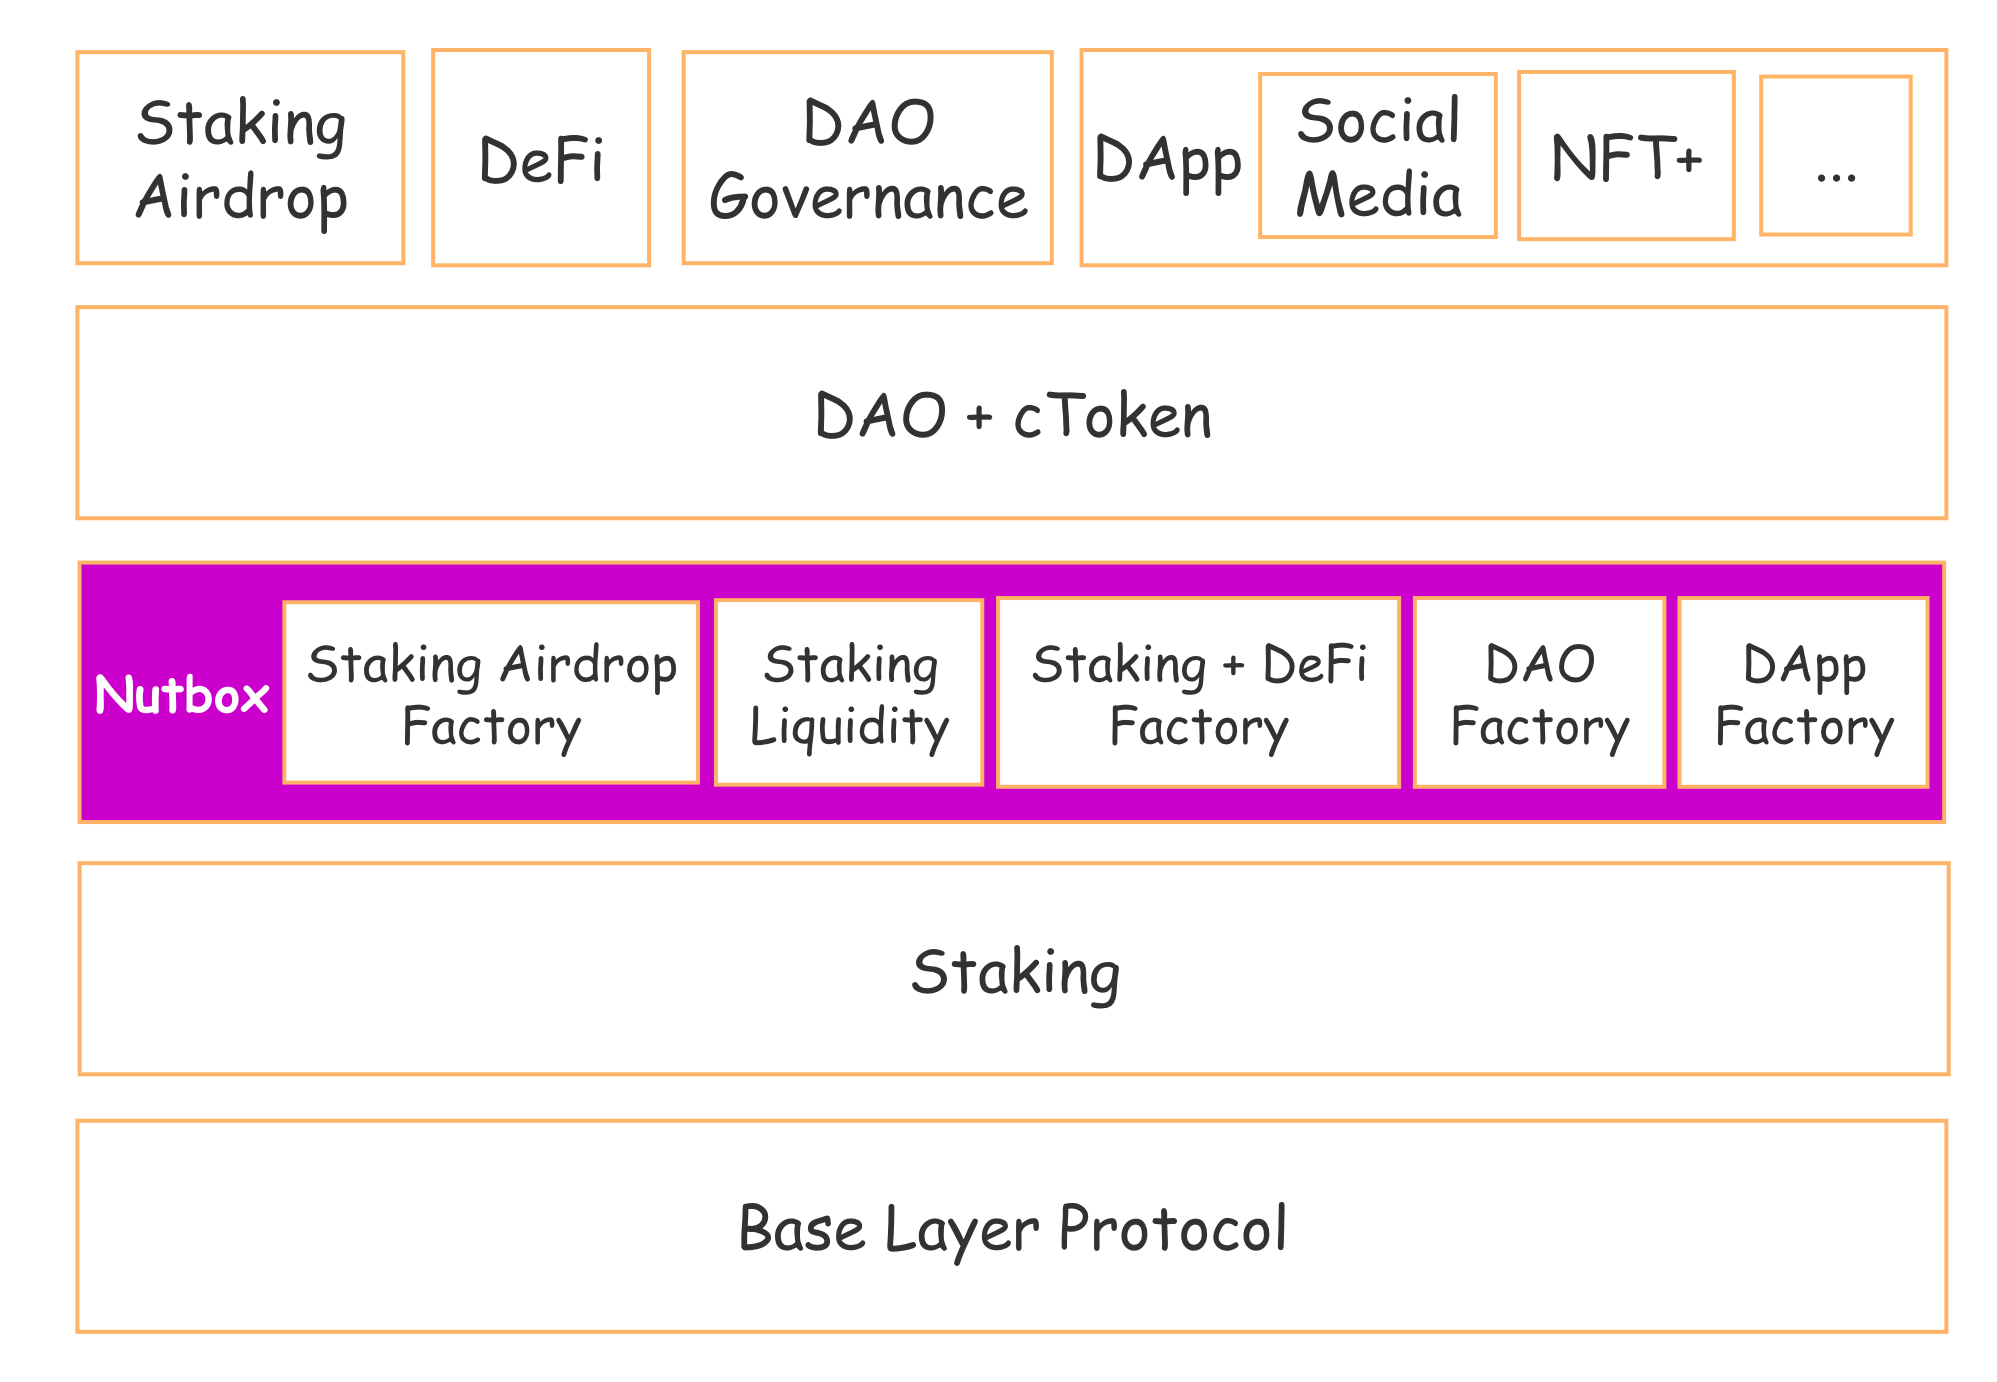 Staking
Airdrop
DeFi
DAO
Governance
DApp
Social
Media
NFT+
...
DAO + cToken
Nutbox
Staking Airdrop
Factory
Staking
Liquidity
Staking + DeFi
Factory
DAO
Factory
DApp
Factory
Staking
Base Layer Protocol